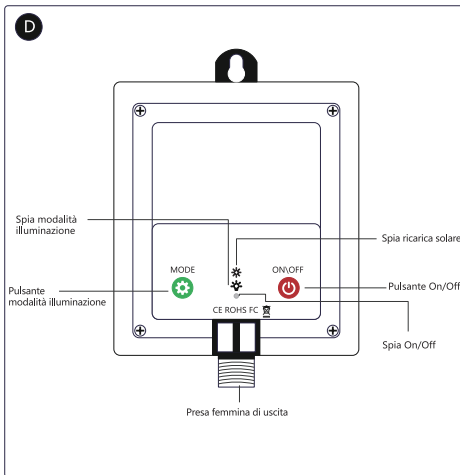 D
Spia modalità
illuminazione
Spia ricarica solare
MODE
ON\OFF
Pulsante
modalità illuminazione
Pulsante On/Off
CE ROHS FC
Spia On/Off
Presa femmina di uscita